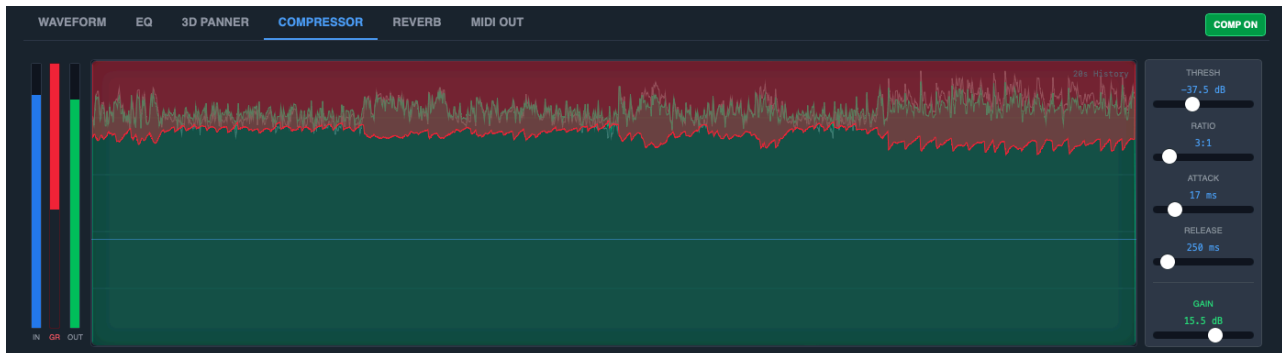 WAVEFORM EQ 3D PANNER COMPRESSOR REVERB MIDI OUT COMP ON
20s History
THRESH
−37.5 dB
RATIO
3:1
ATTACK
17 ms
RELEASE
250 ms
GAIN
15.5 dB
IN GR OUT